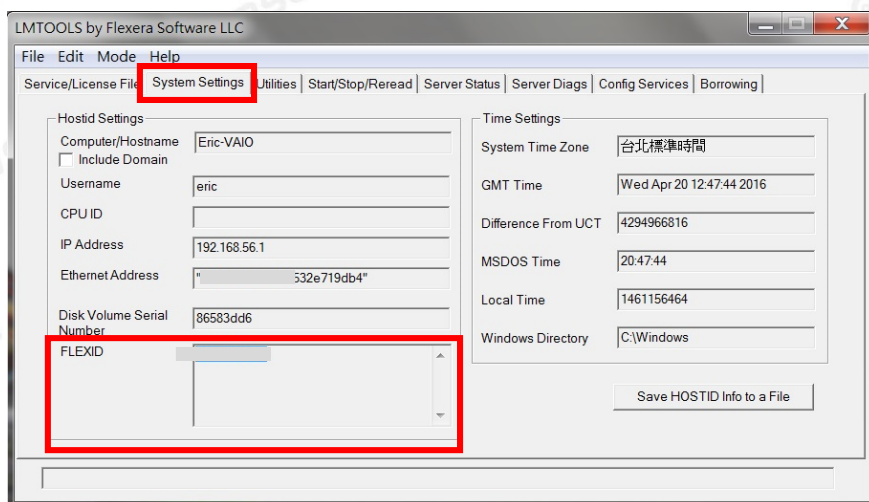 LMTOOLS by Flexera Software LLC
File Edit Mode Help
Service/License File System Settings Utilities Start/Stop/Reread Server Status Server Diags Config Services Borrowing
Hostid Settings
Computer/Hostname Eric-VAIO
Include Domain
Username eric
CPU ID
IP Address 192.168.56.1
Ethernet Address " 532e719db4"
Disk Volume Serial Number 86583dd6
FLEXID
Time Settings
System Time Zone 台北標準時間
GMT Time Wed Apr 20 12:47:44 2016
Difference From UCT 4294966816
MSDOS Time 20:47:44
Local Time 1461156464
Windows Directory C:\Windows
Save HOSTID Info to a File